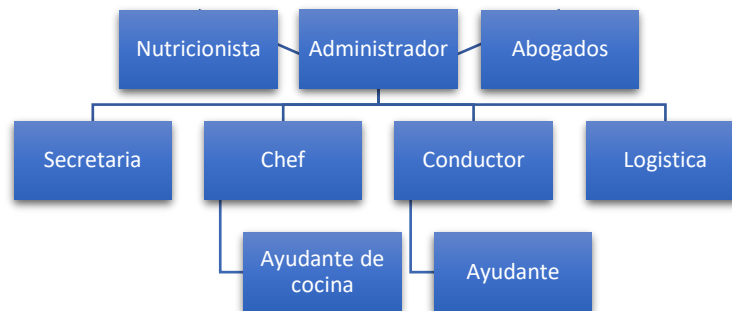 Nutricionista
Administrador
Abogados
Secretaria
Chef
Conductor
Logistica
Ayudante de
cocina
Ayudante